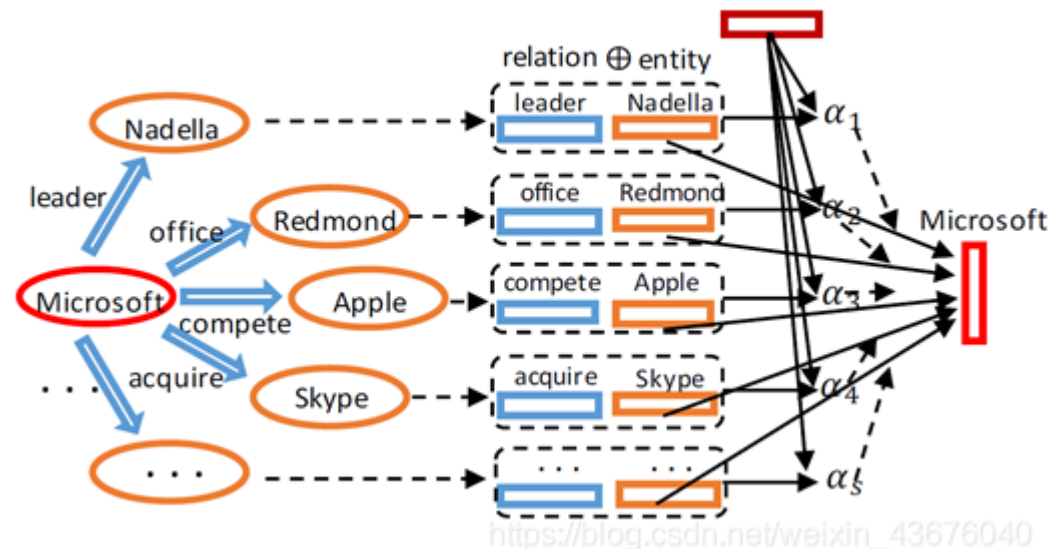 relation ⊕ entity
Nadella
leader
Nadella
α1
leader
office
Redmond
office
Redmond
α2
Microsoft
Microsoft
Apple
compete
Apple
α3
compete
acquire
Skype
acquire
Skype
α4
. . .
. . .
. . .
. . .
α5
https://blog.csdn.net/weixin_43676040